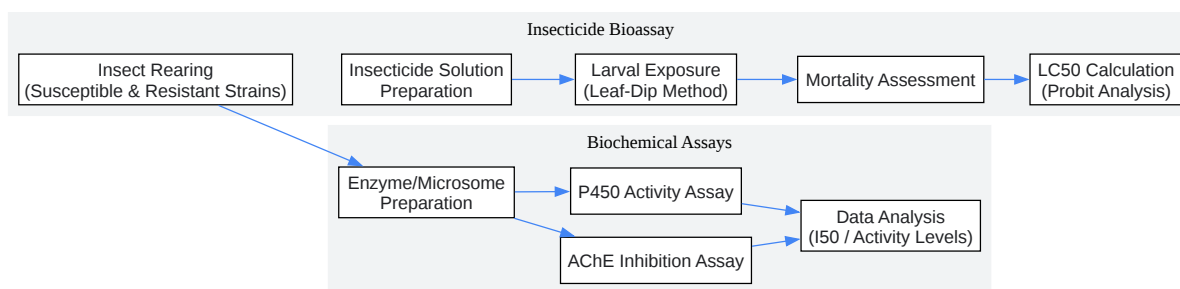 Insecticide Bioassay
Insect Rearing
(Susceptible & Resistant Strains)
Insecticide Solution
Preparation
Larval Exposure
(Leaf-Dip Method)
Mortality Assessment
LC50 Calculation
(Probit Analysis)
Biochemical Assays
Enzyme/Microsome
Preparation
P450 Activity Assay
AChE Inhibition Assay
Data Analysis
(I50 / Activity Levels)